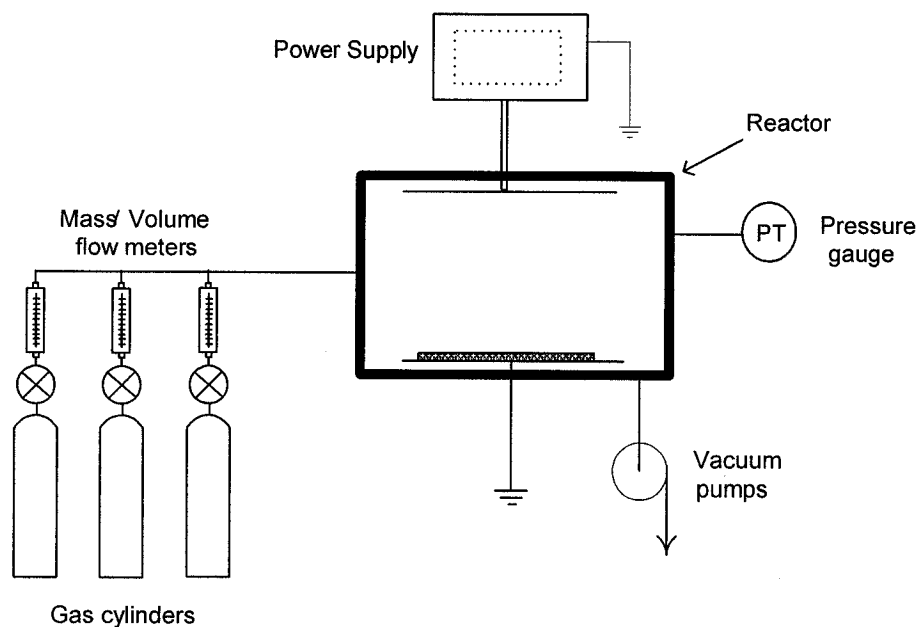 Power Supply
Reactor
Mass/ Volume
flow meters
PT
Pressure
gauge
Vacuum
pumps
Gas cylinders